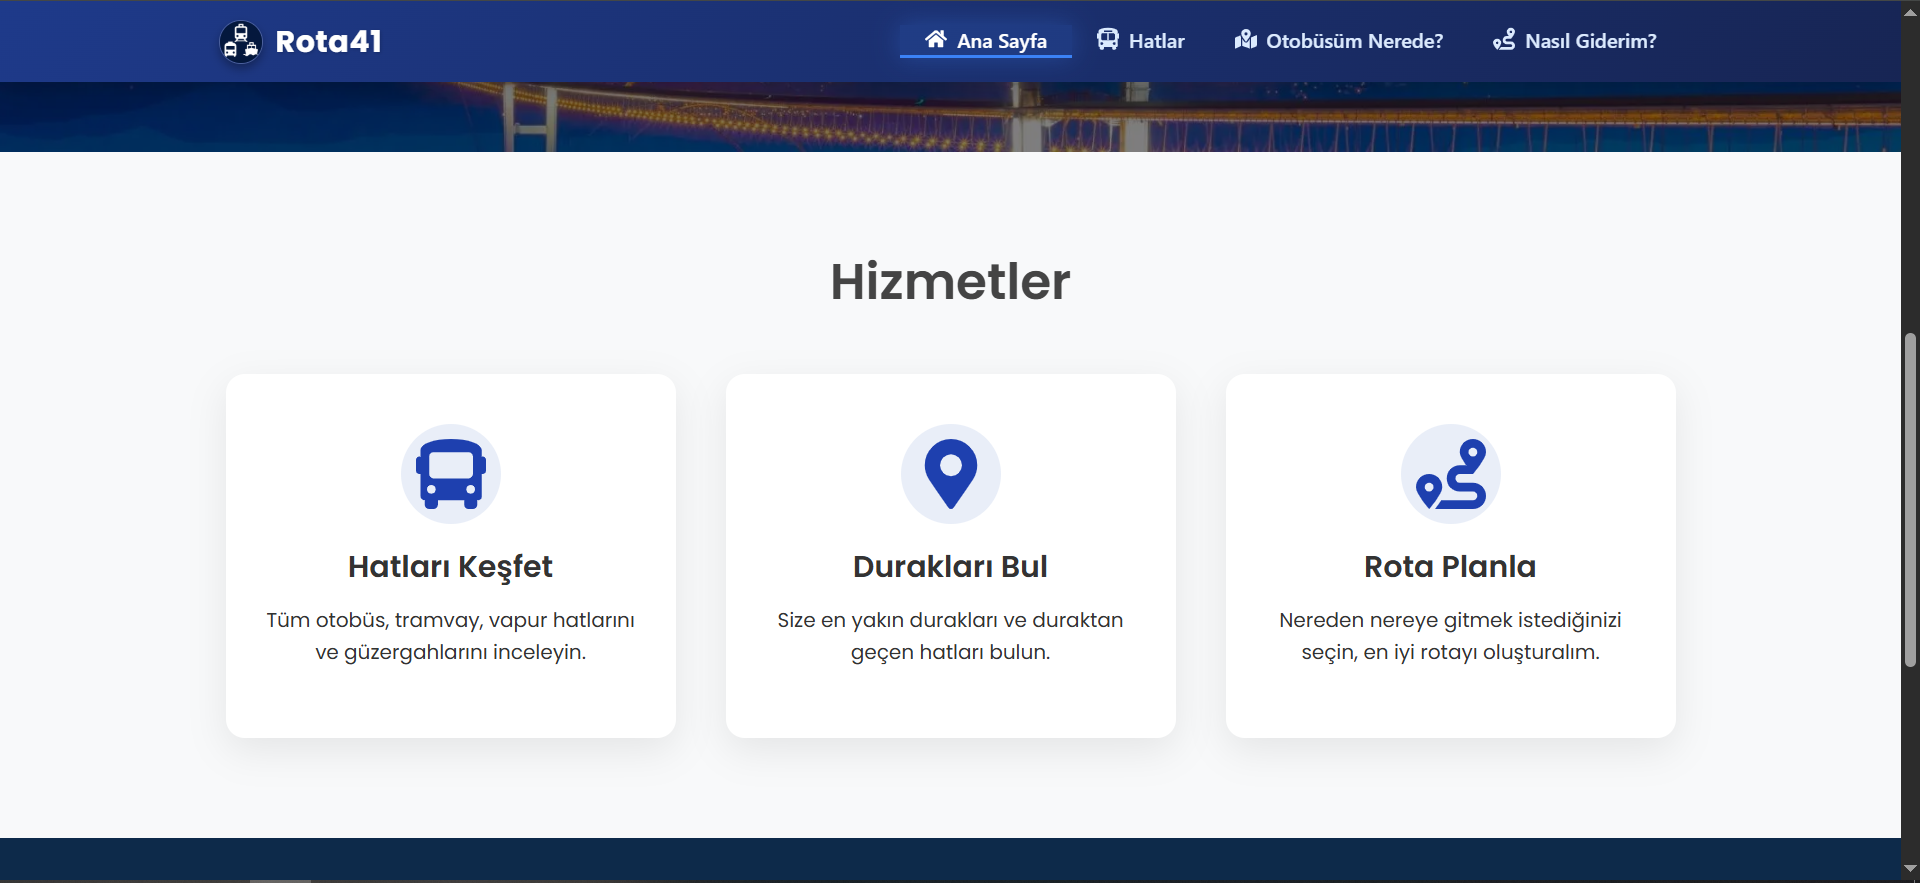 Rota41
Ana Sayfa
Hatlar
Otobüsüm Nerede?
Nasıl Giderim?
Hizmetler
Hatları Keşfet
Tüm otobüs, tramvay, vapur hatlarını
ve güzergahlarını inceleyin.
Durakları Bul
Size en yakın durakları ve duraktan
geçen hatları bulun.
Rota Planla
Nereden nereye gitmek istediğinizi
seçin, en iyi rotayı oluşturalım.